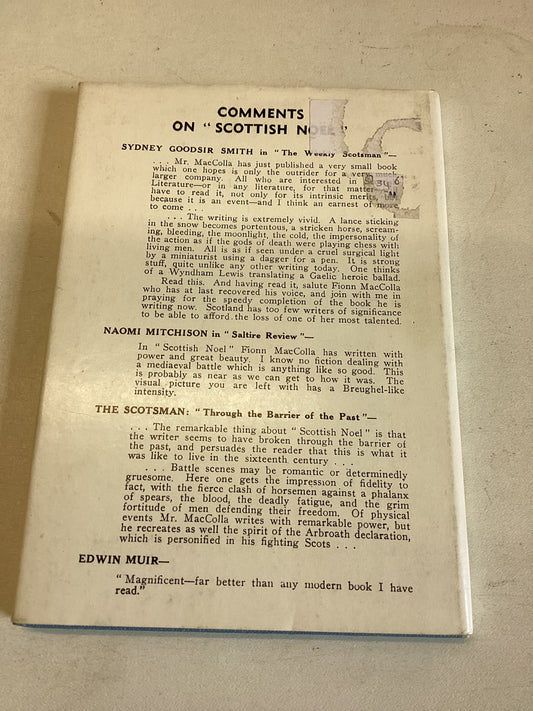 COMMENTS
ON "SCOTTISH NOEL"
SYDNEY GOODSIR SMITH in "The Weekly Scotsman"—
. . . Mr. MacColla has just published a very small book
which one hopes is only the outrider for a very much
larger company. All who are interested in
Literature—or in any literature, for that matter
have to read it, not only for its intrinsic merits, but
because it is an event—and I think an earnest of more
to come . . .
. . . The writing is extremely vivid. A lance sticking
in the snow becomes portentous, a stricken horse, scream-
ing, bleeding, the moonlight, the cold, the impersonality of
the action as if the gods of death were playing chess with
living men. All is as if seen under a cruel surgical light
by a miniaturist using a dagger for a pen. It is strong
stuff, quite unlike any other writing today. One thinks
of a Wyndham Lewis translating a Gaelic heroic ballad.
Read this. And having read it, salute Fionn MacColla
who has at last recovered his voice, and join with me in
praying for the speedy completion of the book he is
writing now. Scotland has too few writers of significance
to be able to afford the loss of one of her most talented.
NAOMI MITCHISON in "Saltire Review"—
In "Scottish Noel" Fionn MacColla has written with
power and great beauty. I know no fiction dealing with
a mediaeval battle which is anything like so good. This
is probably as near as we can get to how it was. The
visual picture you are left with has a Breughel-like
intensity.
THE SCOTSMAN: "Through the Barrier of the Past"—
. . . The remarkable thing about "Scottish Noel" is that
the writer seems to have broken through the barrier of
the past, and persuades the reader that this is what it
was like to live in the sixteenth century . . .
. . . Battle scenes may be romantic or determinedly
gruesome. Here one gets the impression of fidelity to
fact, with the fierce clash of horsemen against a phalanx
of spears, the blood, the deadly fatigue, and the grim
fortitude of men defending their freedom. Of physical
events Mr. MacColla writes with remarkable power, but
he recreates as well the spirit of the Arbroath declaration,
which is personified in his fighting Scots . . .
EDWIN MUIR—
"Magnificent—far better than any modern book I have
read."